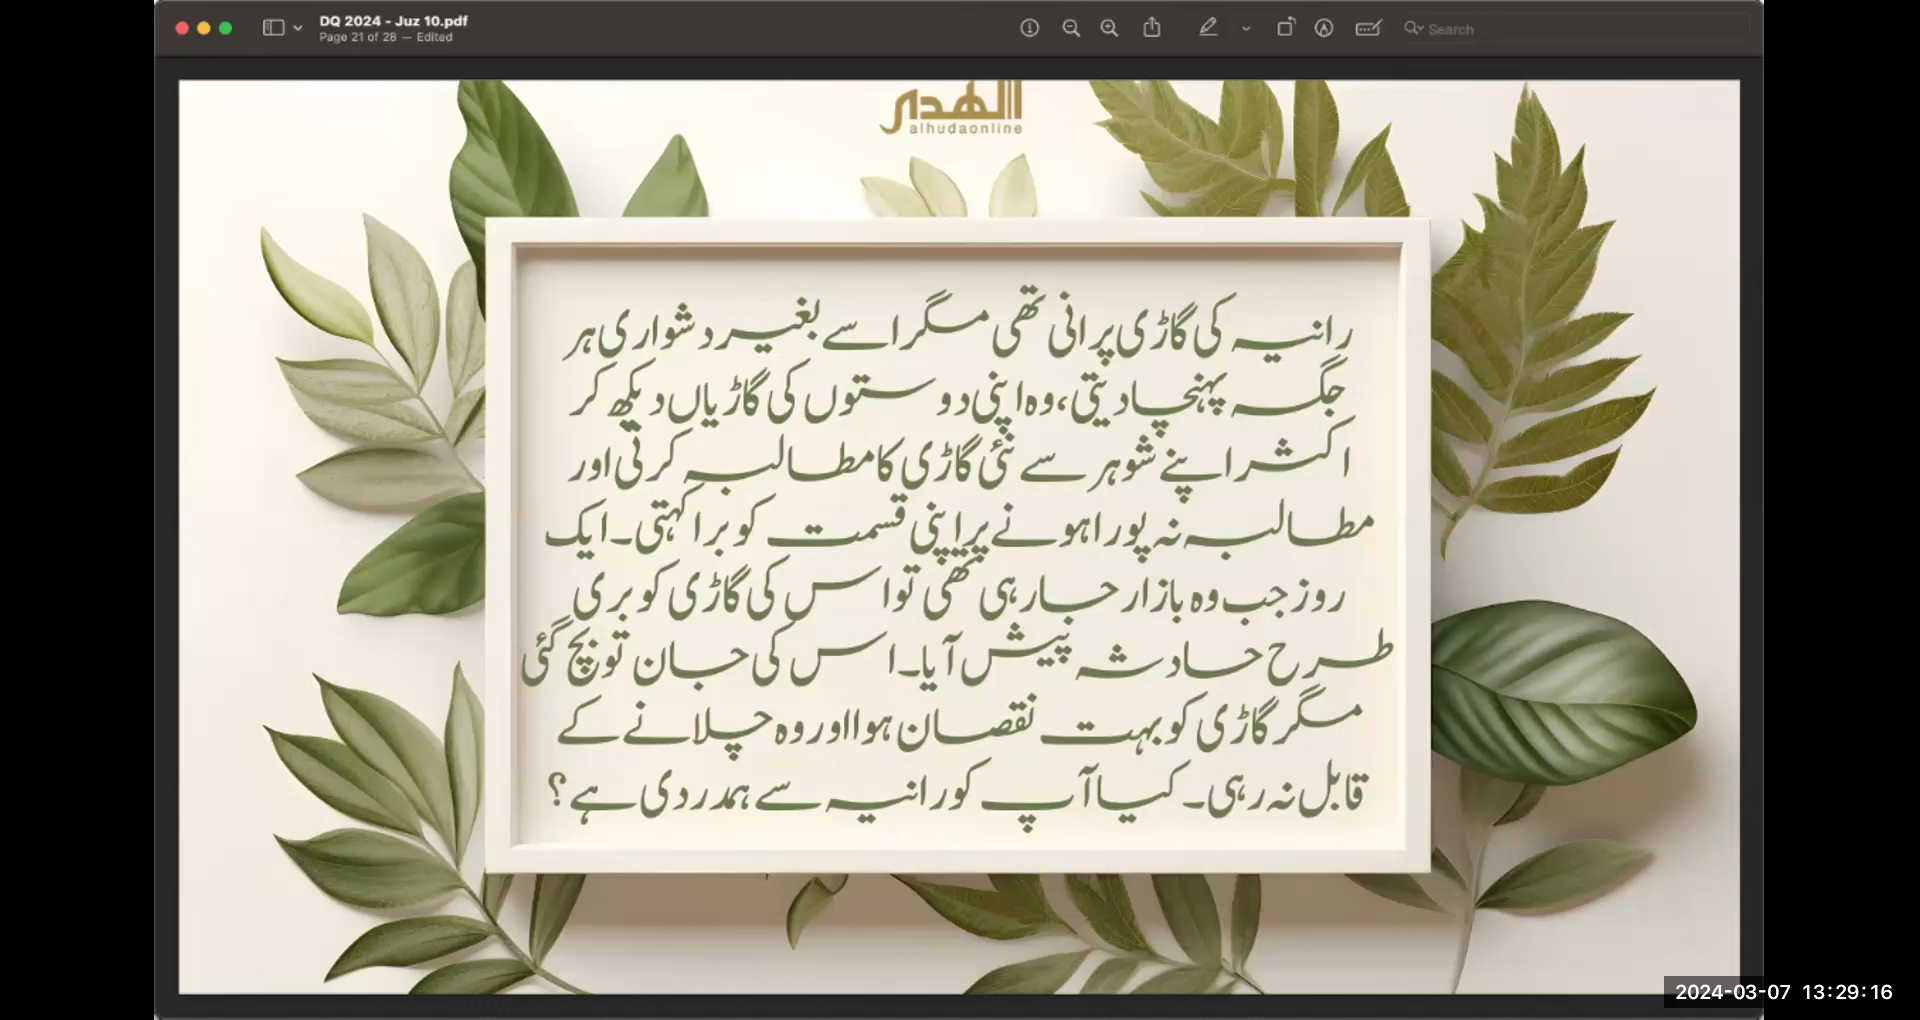 DQ 2024 - Juz 10.pdf
Page 21 of 28 — Edited
Search
الهدى
alhudaonline
رانیہ کی گاڑی پرانی تھی مگر اسے بغیر دشواری ہر
جگہ پہنچا دیتی، وہ اپنی دوستوں کی گاڑیاں دیکھ کر
اکثر اپنے شوہر سے نئی گاڑی کا مطالبہ کرتی اور
مطالبہ نہ پورا ہونے پر اپنی قسمت کو برا کہتی۔ ایک
روز جب وہ بازار جا رہی تھی تو اس کی گاڑی کو بری
طرح حادثہ پیش آیا۔ اس کی جان تو بچ گئی
مگر گاڑی کو بہت نقصان ہوا اور وہ چلانے کے
قابل نہ رہی۔ کیا آپ کو رانیہ سے ہمدردی ہے؟
2024-03-07 13:29:16